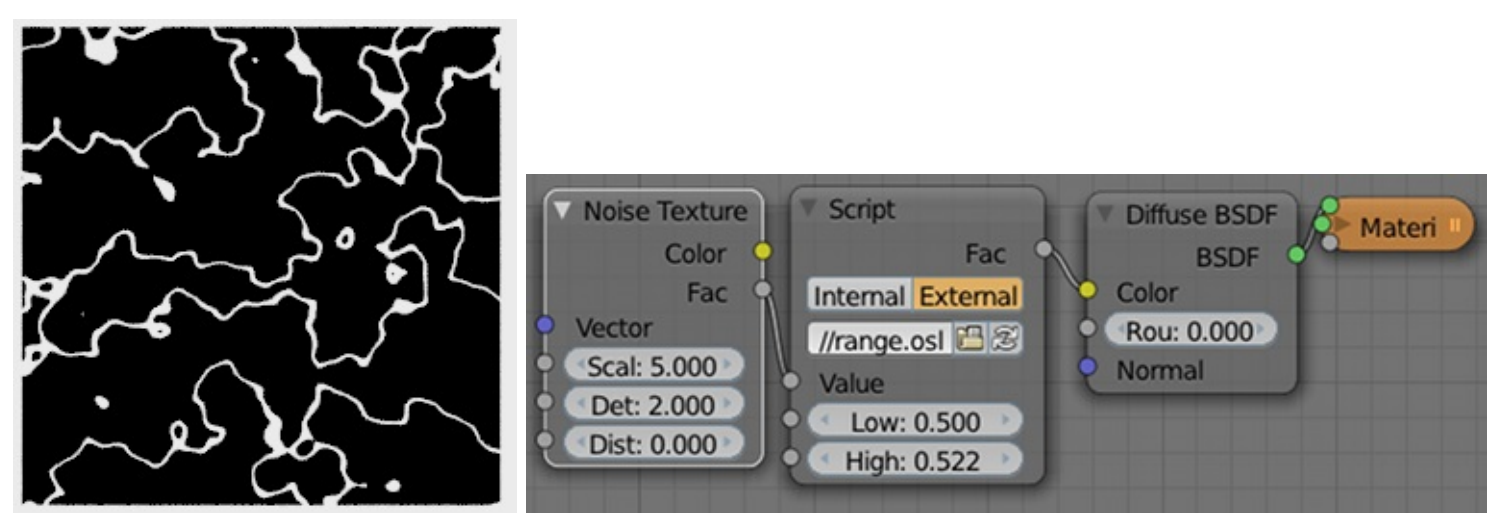 Noise Texture
Color
Fac
Vector
Scal: 5.000
Det: 2.000
Dist: 0.000
Script
Fac
Internal External
//range.osl
Value
Low: 0.500
High: 0.522
Diffuse BSDF
BSDF
Color
Rou: 0.000
Normal
Materi